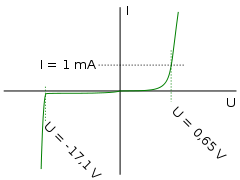 I
I = 1 mA
U
U = -17,1 V
U = 0,65 V